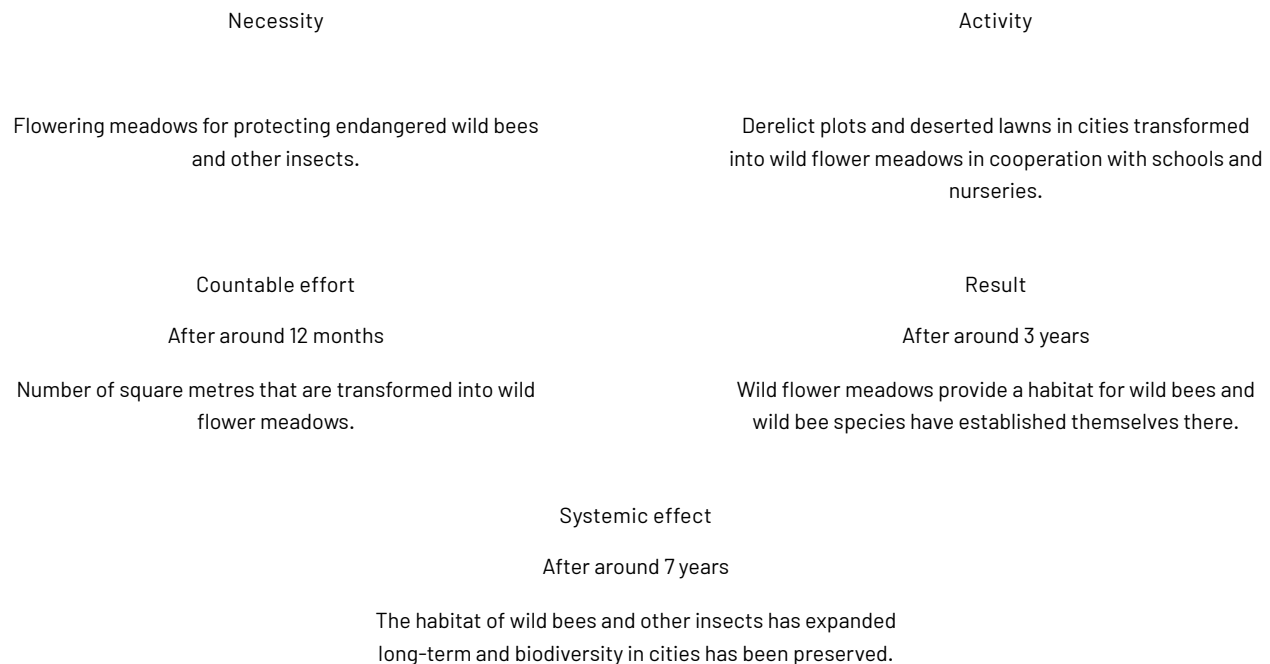 Necessity
Flowering meadows for protecting endangered wild bees
and other insects.
Activity
Derelict plots and deserted lawns in cities transformed
into wild flower meadows in cooperation with schools and
nurseries.
Countable effort
After around 12 months
Number of square metres that are transformed into wild
flower meadows.
Result
After around 3 years
Wild flower meadows provide a habitat for wild bees and
wild bee species have established themselves there.
Systemic effect
After around 7 years
The habitat of wild bees and other insects has expanded
long-term and biodiversity in cities has been preserved.